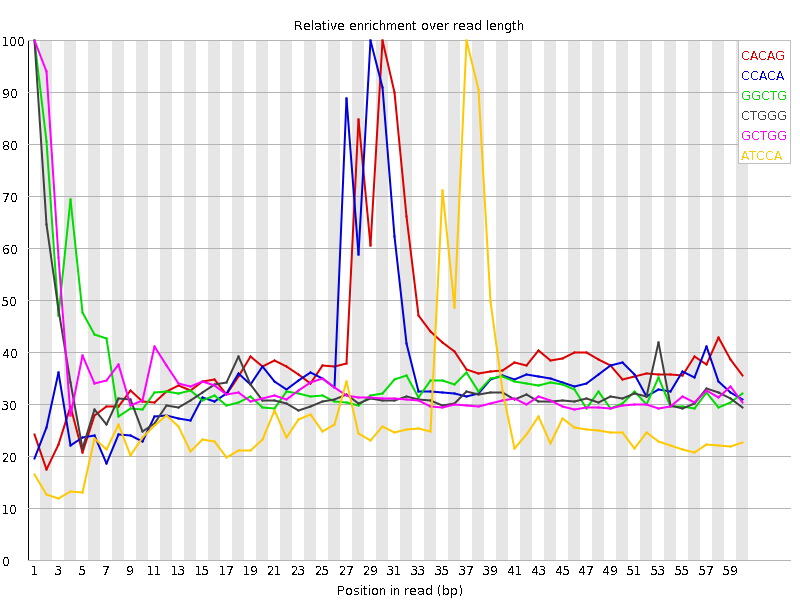 Relative enrichment over read length
100
90
80
70
60
50
40
30
20
10
0
CACAG
CCACA
GGCTG
CTGGG
GCTGG
ATCCA
1 3 5 7 9 11 13 15 17 19 21 23 25 27 29 31 33 35 37 39 41 43 45 47 49 51 53 55 57 59
Position in read (bp)